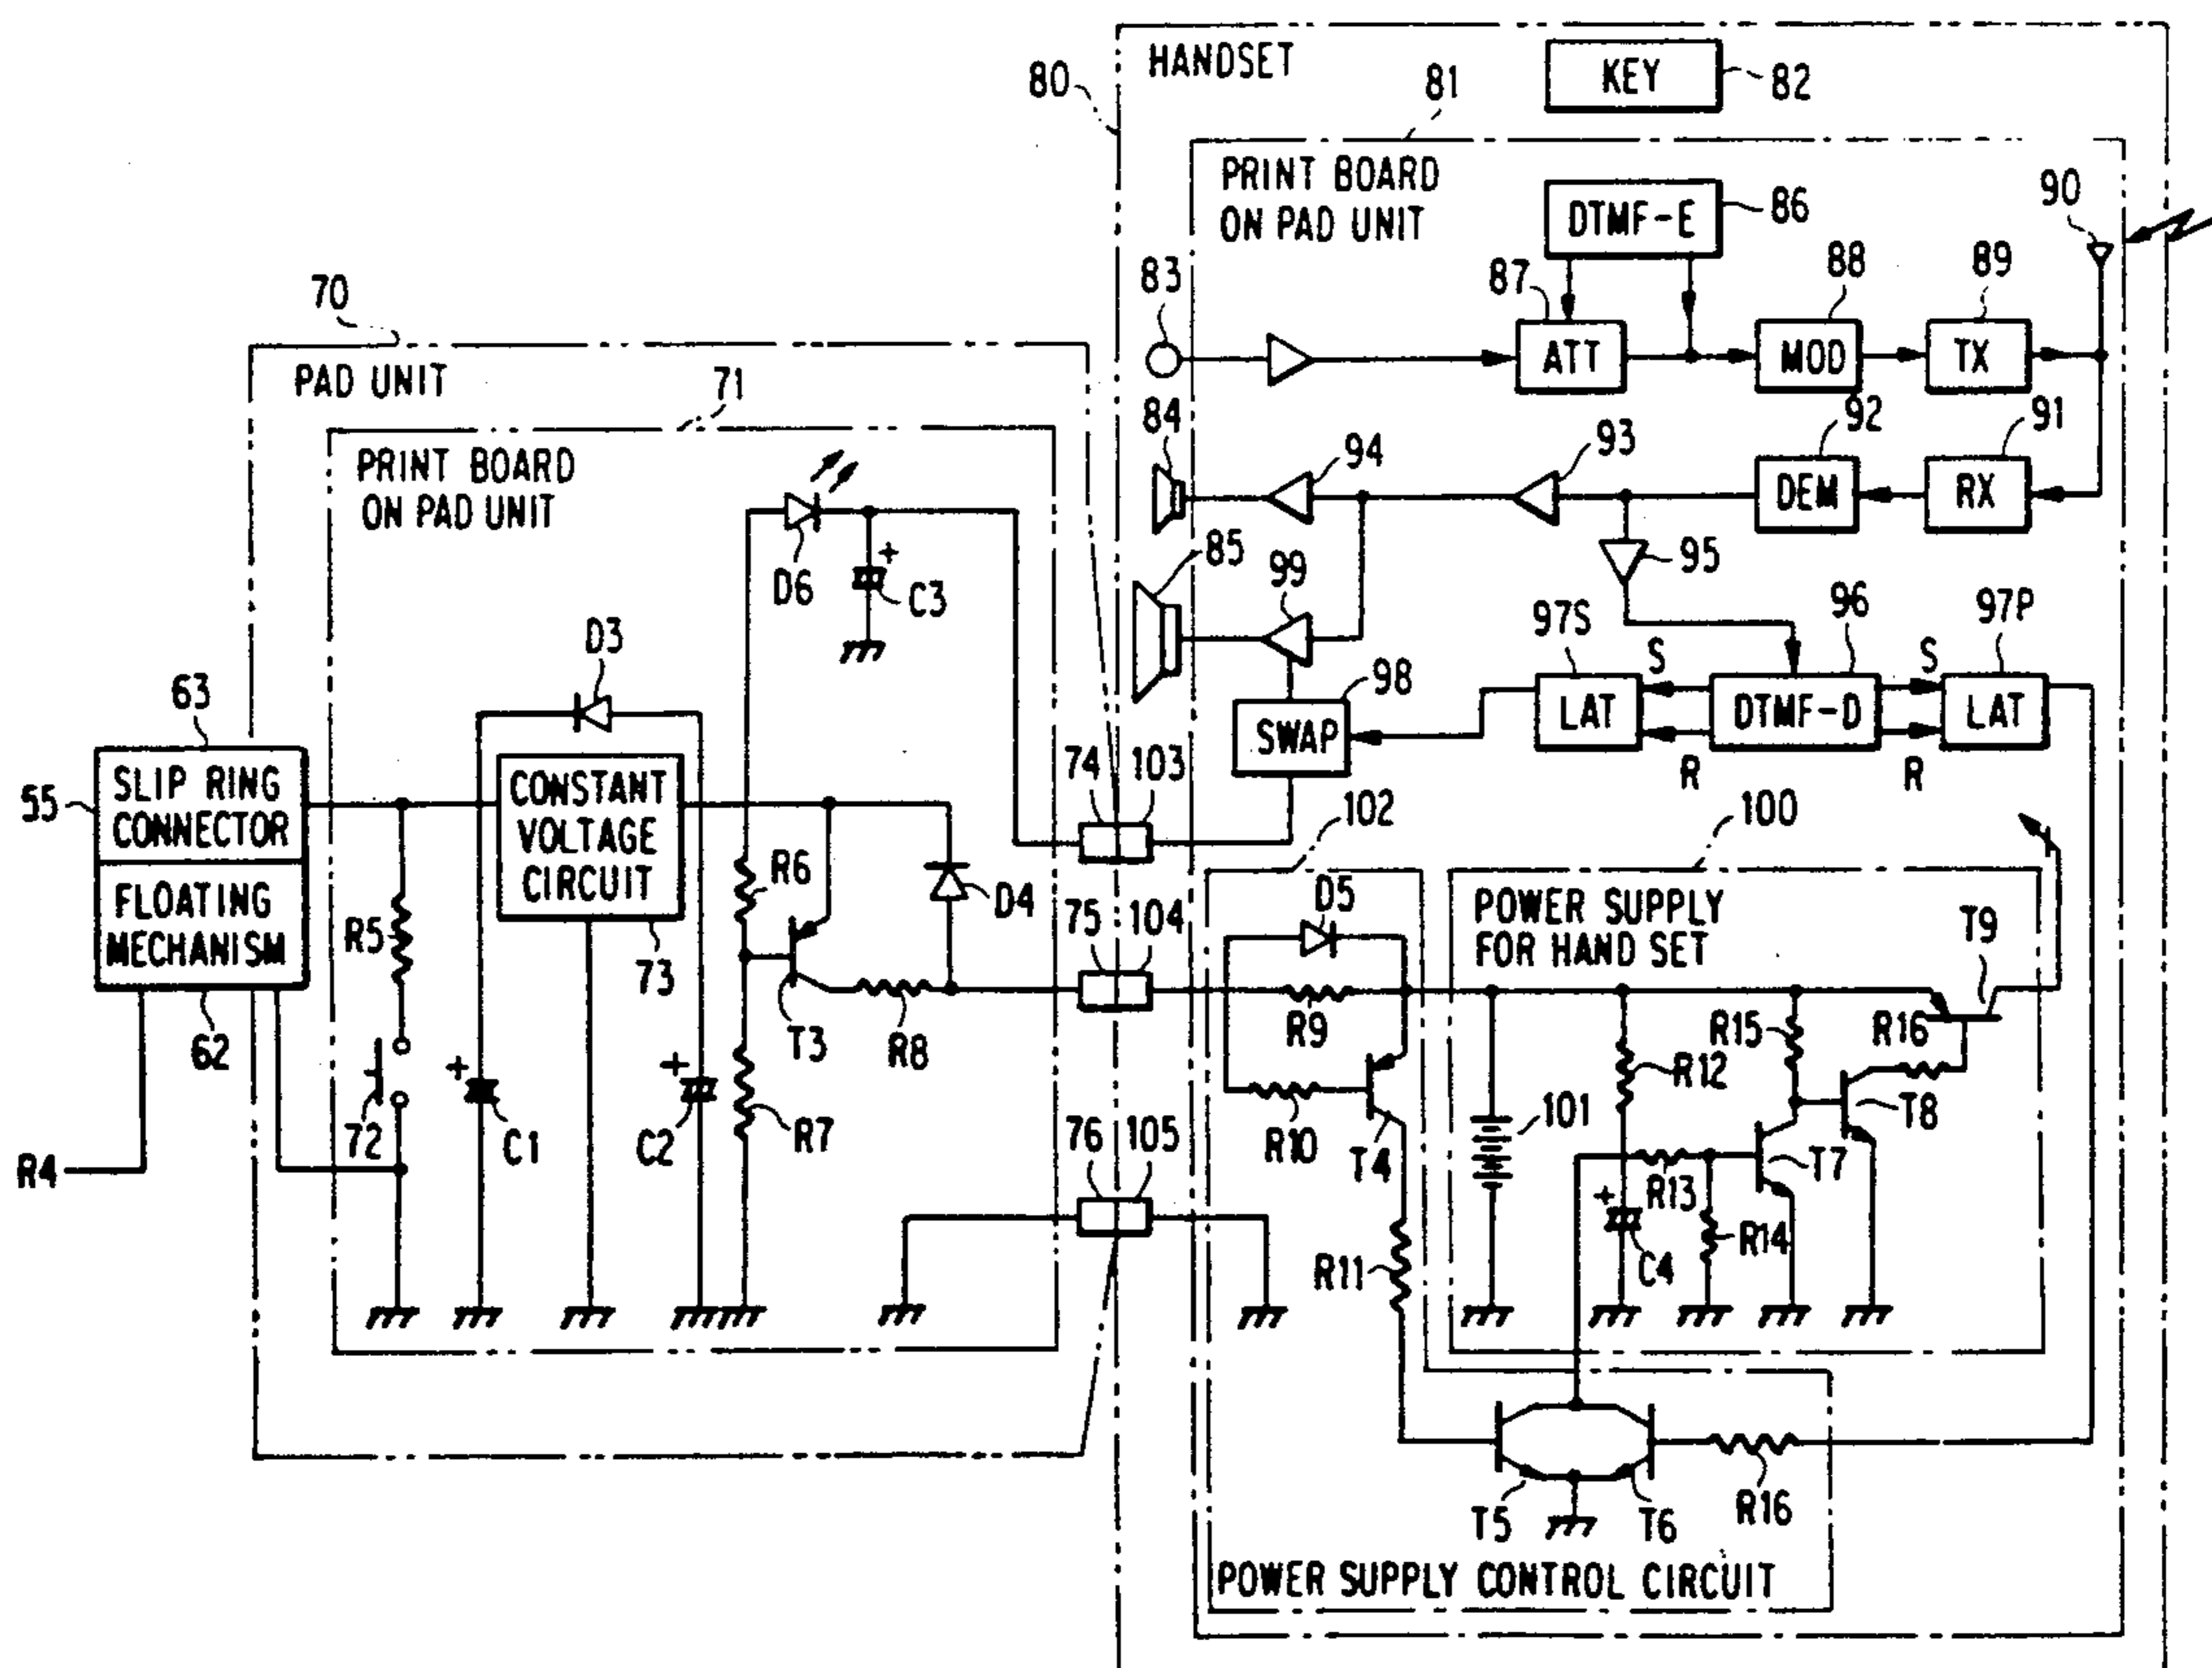 HANDSET
KEY
80
82
81
PRINT BOARD
ON PAD UNIT
DTMF-E
86
90
83
87
88
89
ATT
MOD
TX
70
PAD UNIT
71
84
94
93
92
91
DEM
RX
PRINT BOARD
ON PAD UNIT
D6
+
C3
85
99
95
97S
96
97P
S
S
LAT
DTMF-D
LAT
R
R
98
SWAP
D3
63
55
SLIP RING
CONNECTOR
FLOATING
MECHANISM
62
R4
CONSTANT
VOLTAGE
CIRCUIT
73
R5
72
+
C1
+
C2
R6
R7
T3
R8
D4
74
103
75
104
76
105
102
100
D5
R9
R10
T4
R11
POWER SUPPLY
FOR HAND SET
T9
R15
R16
R12
101
T8
T7
R13
+
C4
R14
T5
T6
R16
POWER SUPPLY CONTROL CIRCUIT